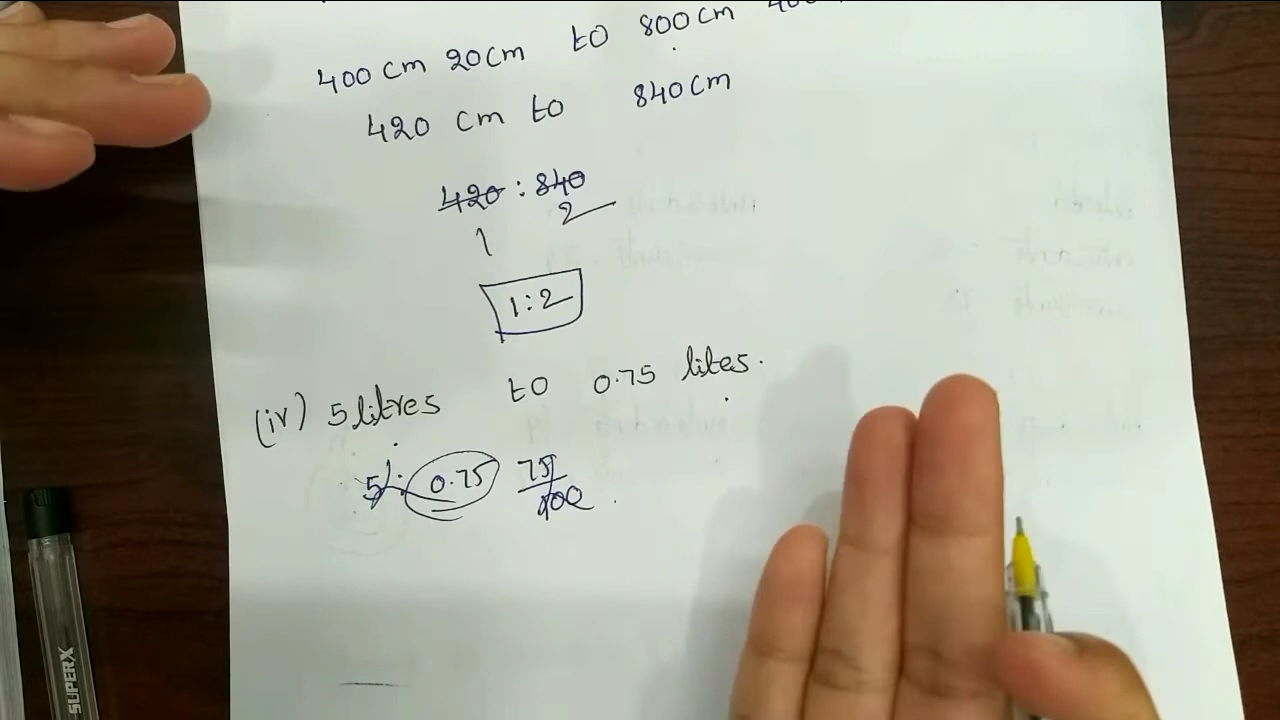 400 cm 20cm to 800cm
420 cm to 840cm
420 : 840
1 2
1:2
(iv) 5 litres to 0.75 lites.
5 : 0.75 75/100
SUPERX